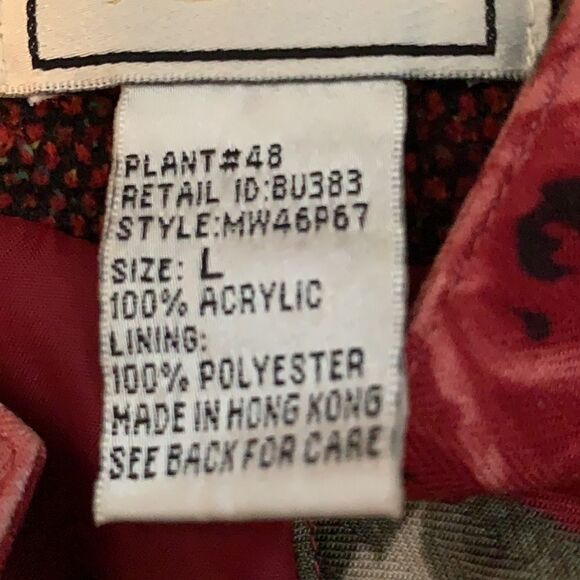 PLANT#48
RETAIL ID:BU383
STYLE:MW46P67
SIZE: L
100% ACRYLIC
LINING:
100% POLYESTER
MADE IN HONG KONG
SEE BACK FOR CARE